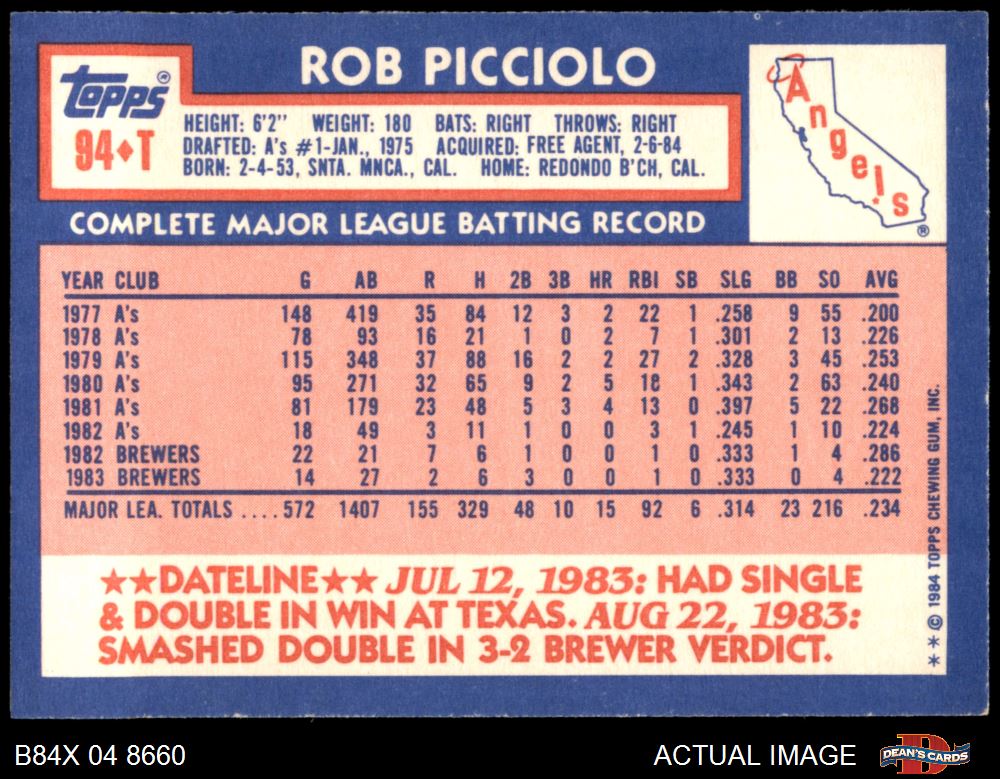 ROB PICCIOLO
Topps®
94♦T
HEIGHT: 6'2" WEIGHT: 180 BATS: RIGHT THROWS: RIGHT
DRAFTED: A's #1-JAN., 1975 ACQUIRED: FREE AGENT, 2-6-84
BORN: 2-4-53, SNTA. MNCA., CAL. HOME: REDONDO B'CH, CAL.
Angels
®
COMPLETE MAJOR LEAGUE BATTING RECORD
YEAR CLUB G AB R H 2B 3B HR RBI SB SLG BB SO AVG
1977 A's 148 419 35 84 12 3 2 22 1 .258 9 55 .200
1978 A's 78 93 16 21 1 0 2 7 1 .301 2 13 .226
1979 A's 115 348 37 88 16 2 2 27 2 .328 3 45 .253
1980 A's 95 271 32 65 9 2 5 18 1 .343 2 63 .240
1981 A's 81 179 23 48 5 3 4 13 0 .397 5 22 .268
1982 A's 18 49 3 11 1 0 0 3 1 .245 1 10 .224
1982 BREWERS 22 21 7 6 1 0 0 1 0 .333 1 4 .286
1983 BREWERS 14 27 2 6 3 0 0 1 0 .333 0 4 .222
MAJOR LEA. TOTALS ....572 1407 155 329 48 10 15 92 6 .314 23 216 .234
★★DATELINE★★ JUL 12, 1983: HAD SINGLE
& DOUBLE IN WIN AT TEXAS. AUG 22, 1983:
SMASHED DOUBLE IN 3-2 BREWER VERDICT.
**© 1984 TOPPS CHEWING GUM, INC.
B84X 04 8660
ACTUAL IMAGE
DEAN'S CARDS